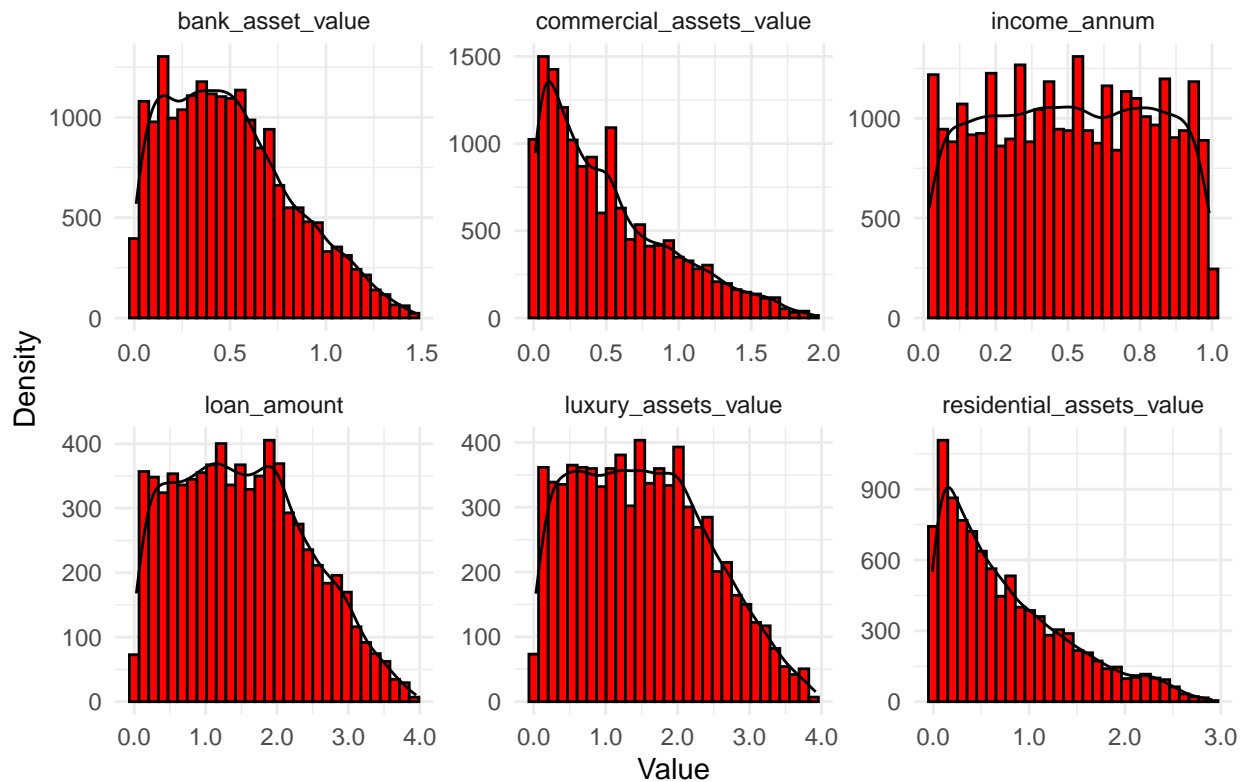 bank_asset_value
commercial_assets_value
income_annum
1000
500
0
0.0 0.5 1.0 1.5
1500
1000
500
0
0.0 0.5 1.0 1.5 2.0
1000
500
0
0.0 0.2 0.5 0.8 1.0
Density
loan_amount
luxury_assets_value
residential_assets_value
400
300
200
100
0
0.0 1.0 2.0 3.0 4.0
400
300
200
100
0
0.0 1.0 2.0 3.0 4.0
900
600
300
0
0.0 1.0 2.0 3.0
Value